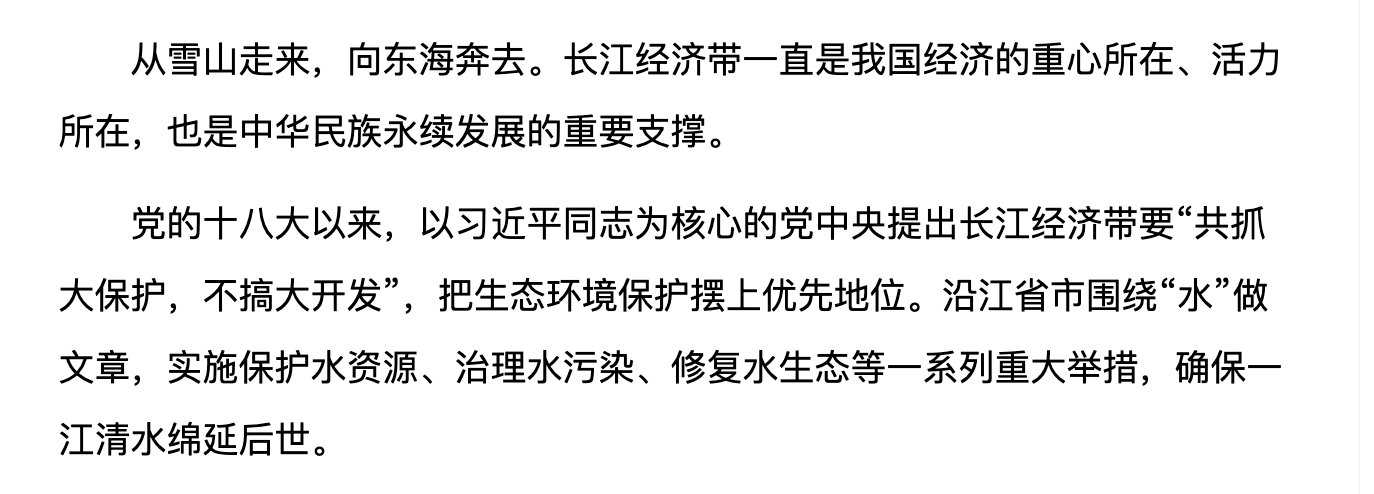 从雪山走来，向东海奔去。长江经济带一直是我国经济的重心所在、活力
所在，也是中华民族永续发展的重要支撑。
党的十八大以来，以习近平同志为核心的党中央提出长江经济带要“共抓
大保护，不搞大开发”，把生态环境保护摆上优先地位。沿江省市围绕“水”做
文章，实施保护水资源、治理水污染、修复水生态等一系列重大举措，确保一
江清水绵延后世。